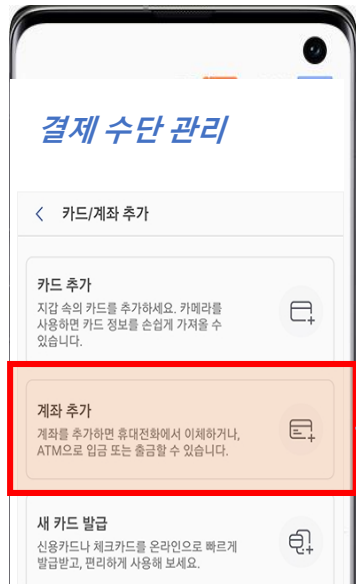 결제 수단 관리
카드/계좌 추가
카드 추가
지갑 속의 카드를 추가하세요. 카메라를
사용하면 카드 정보를 손쉽게 가져올 수
있습니다.
계좌 추가
계좌를 추가하면 휴대전화에서 이체하거나,
ATM으로 입금 또는 출금할 수 있습니다.
새 카드 발급
신용카드나 체크카드를 온라인으로 빠르게
발급받고, 편리하게 사용해 보세요.